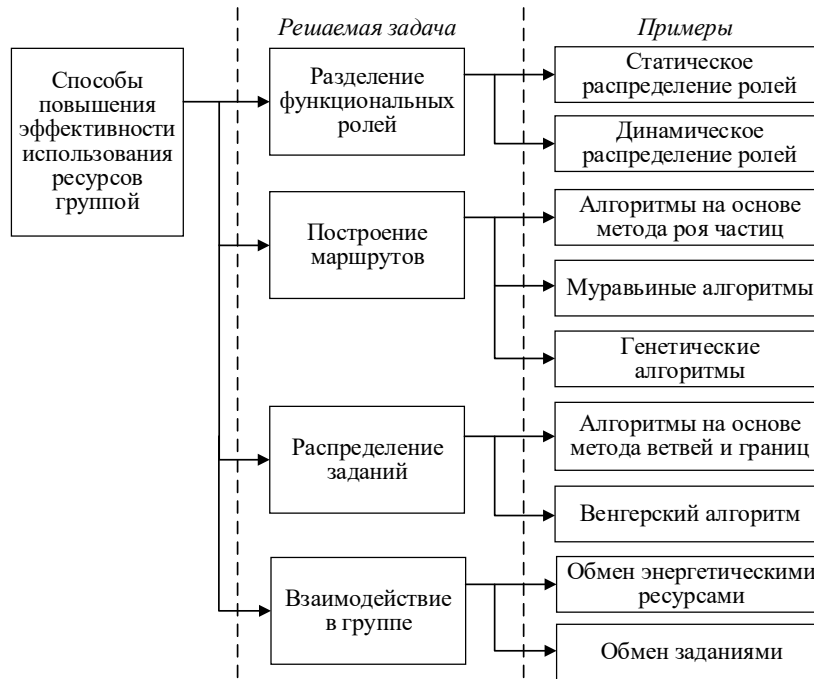 Решаемая задача
Примеры
Способы
повышения
эффективности
использования
ресурсов
группой
Разделение
функциональных
ролей
Статическое
распределение ролей
Динамическое
распределение ролей
Построение
маршрутов
Алгоритмы на основе
метода роя частиц
Муравьиные алгоритмы
Генетические
алгоритмы
Распределение
заданий
Алгоритмы на основе
метода ветвей и границ
Венгерский алгоритм
Взаимодействие
в группе
Обмен энергетическими
ресурсами
Обмен заданиями